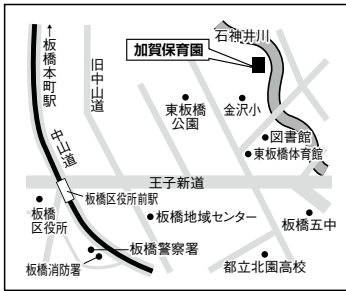 ↑板橋本町駅
旧中山道
中山道
石神井川
加賀保育園
東板橋
公園
金沢小
図書館
東板橋体育館
王子新道
板橋区役所前駅
板橋
区役所
板橋地域センター
板橋五中
板橋警察署
板橋消防署
都立北園高校